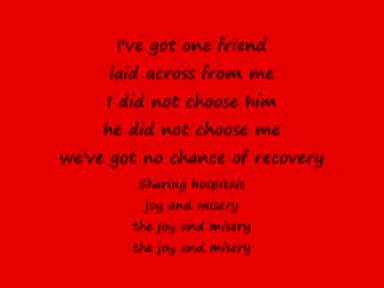 I've got one friend
laid across from me
I did not choose him
he did not choose me
we've got no chance of recovery
Sharing hospitals
Joy and misery
the joy and misery
the joy and misery